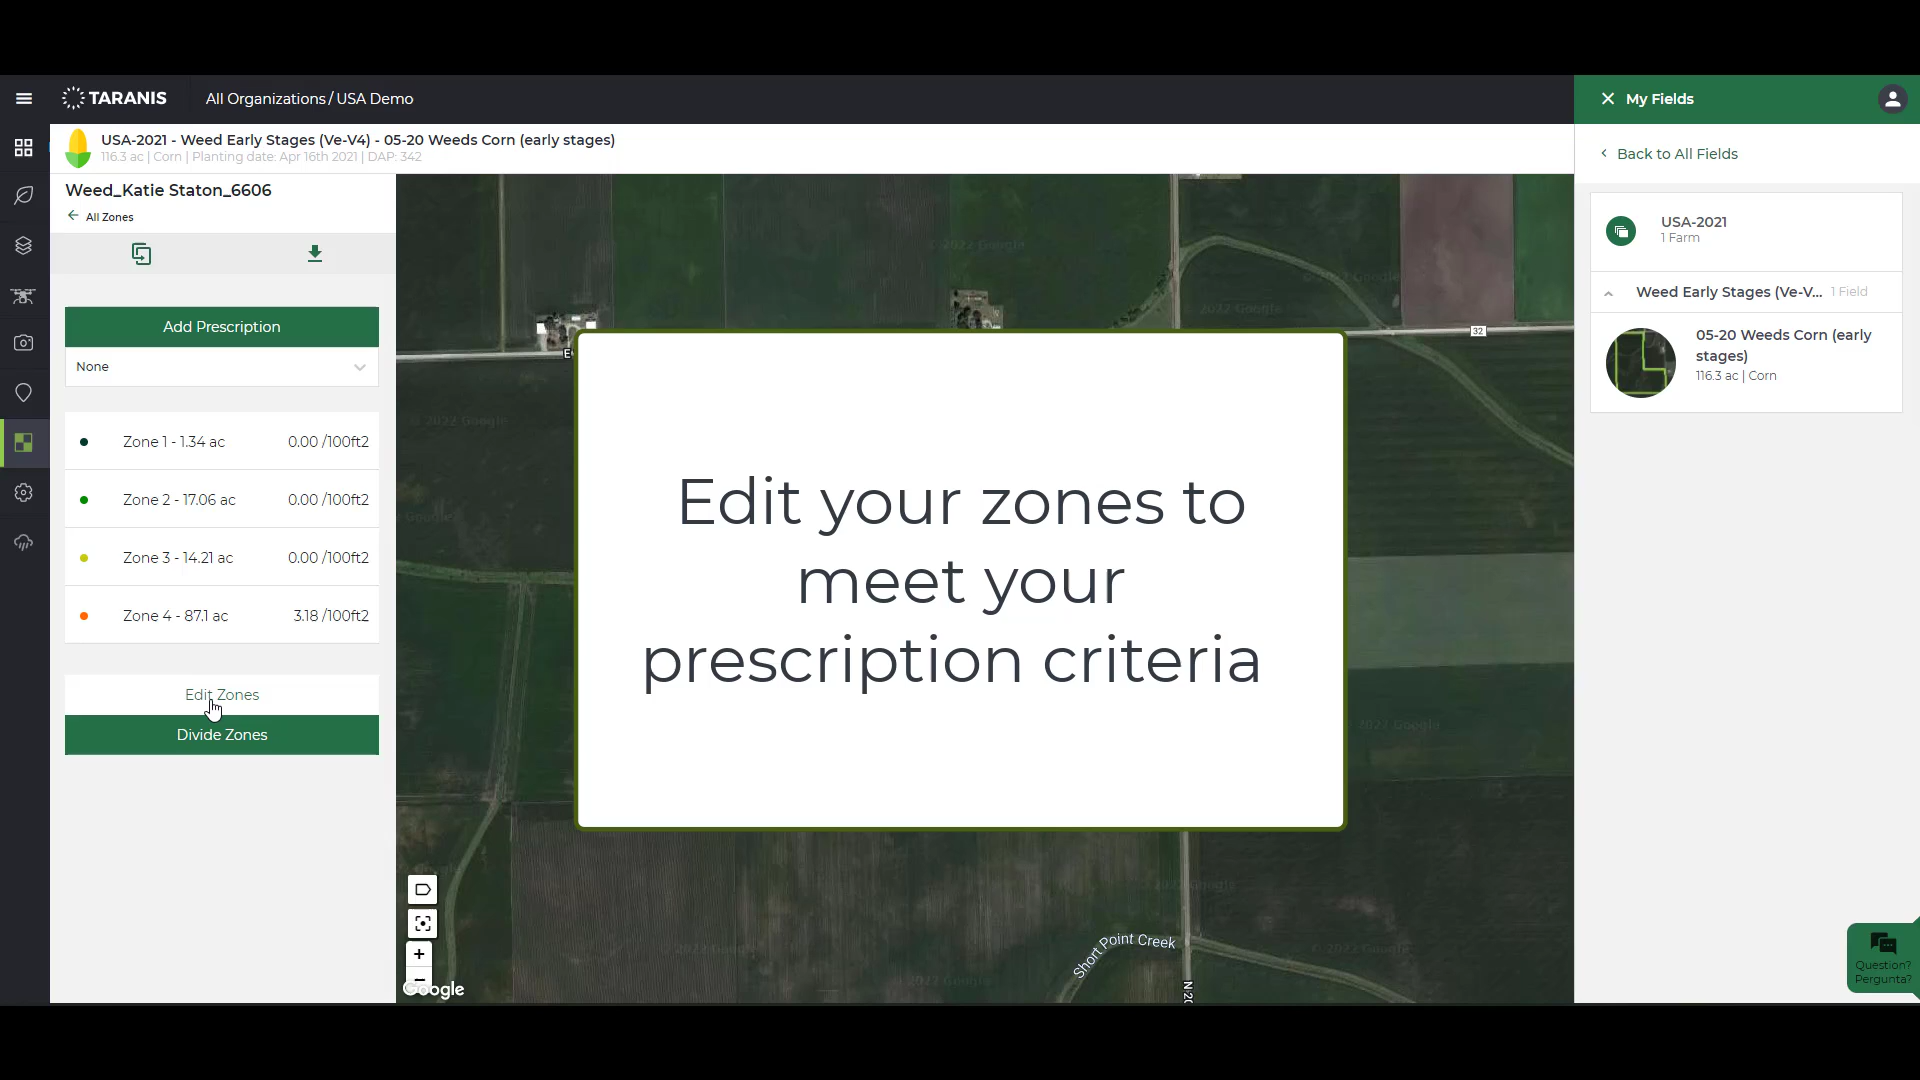 TARANIS
All Organizations / USA Demo
My Fields
USA-2021 - Weed Early Stages (Ve-V4) - 05-20 Weeds Corn (early stages)
116.3 ac | Corn | Planting date: Apr 16th 2021 | DAP: 342
Back to All Fields
Weed_Katie Staton_6606
All Zones
Add Prescription
None
Zone 1 - 1.34 ac 0.00 /100ft2
Zone 2 - 17.06 ac 0.00 /100ft2
Zone 3 - 14.21 ac 0.00 /100ft2
Zone 4 - 87.1 ac 3.18 /100ft2
Edit Zones
Divide Zones
32
Edit your zones to
meet your
prescription criteria
Short Point Creek
Google
USA-2021
1 Farm
Weed Early Stages (Ve-V... 1 Field
05-20 Weeds Corn (early
stages)
116.3 ac | Corn
Question?
Pergunta?